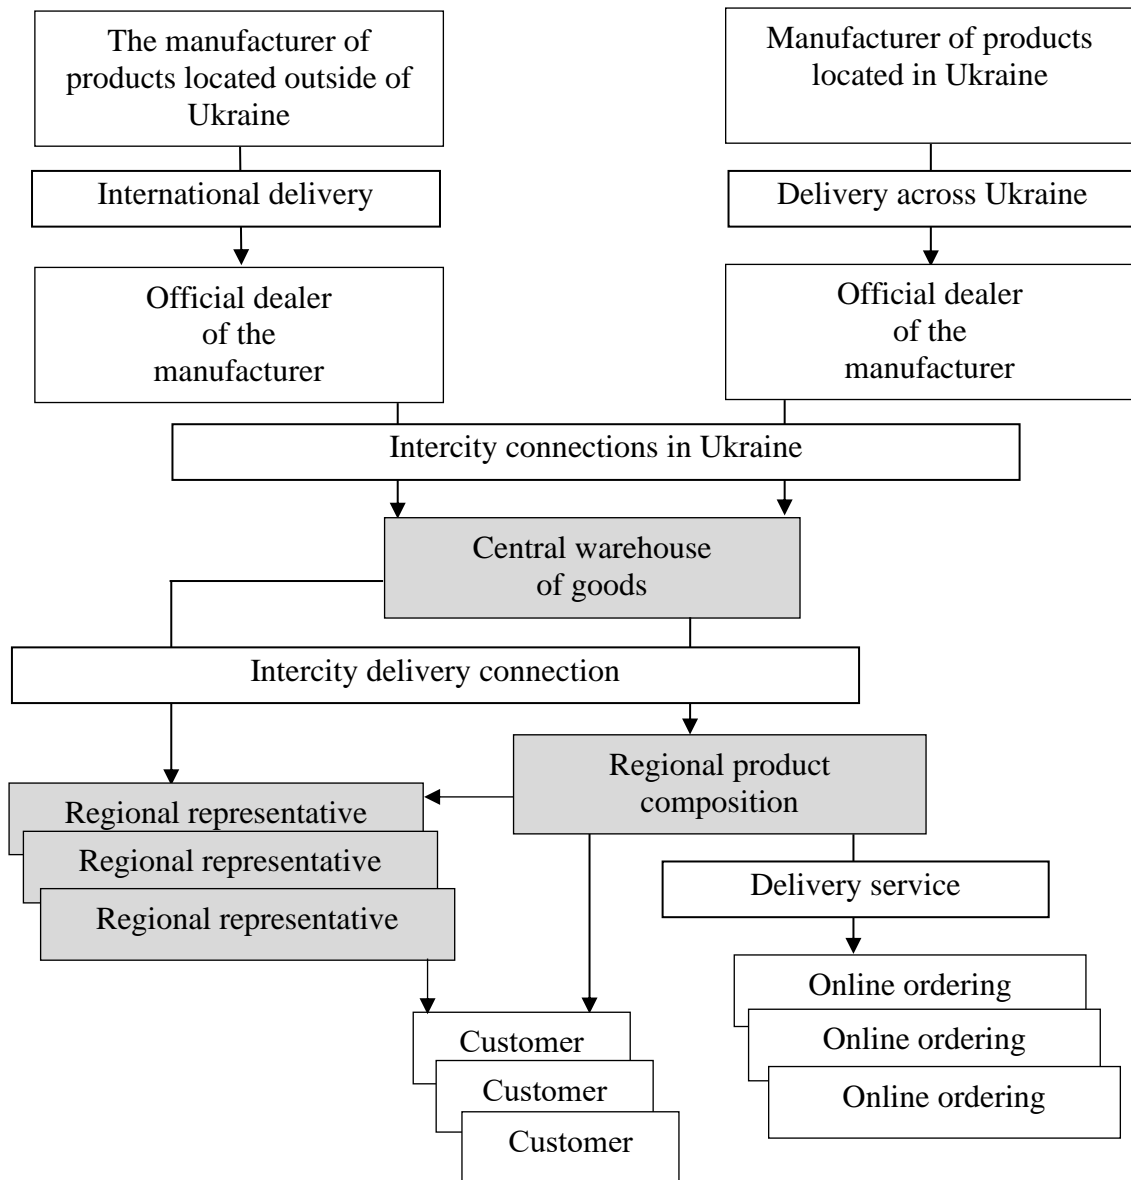 The manufacturer of
products located outside of
Ukraine
Manufacturer of products
located in Ukraine
International delivery
Delivery across Ukraine
Official dealer
of the
manufacturer
Official dealer
of the
manufacturer
Intercity connections in Ukraine
Central warehouse
of goods
Intercity delivery connection
Regional product
composition
Regional representative
Regional representative
Regional representative
Delivery service
Online ordering
Online ordering
Online ordering
Customer
Customer
Customer